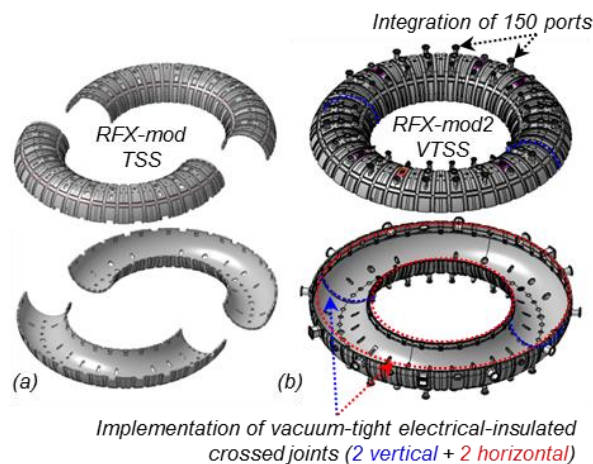 Integration of 150 ports
RFX-mod
TSS
RFX-mod2
VTSS
(a)
(b)
Implementation of vacuum-tight electrical-insulated
crossed joints (2 vertical + 2 horizontal)